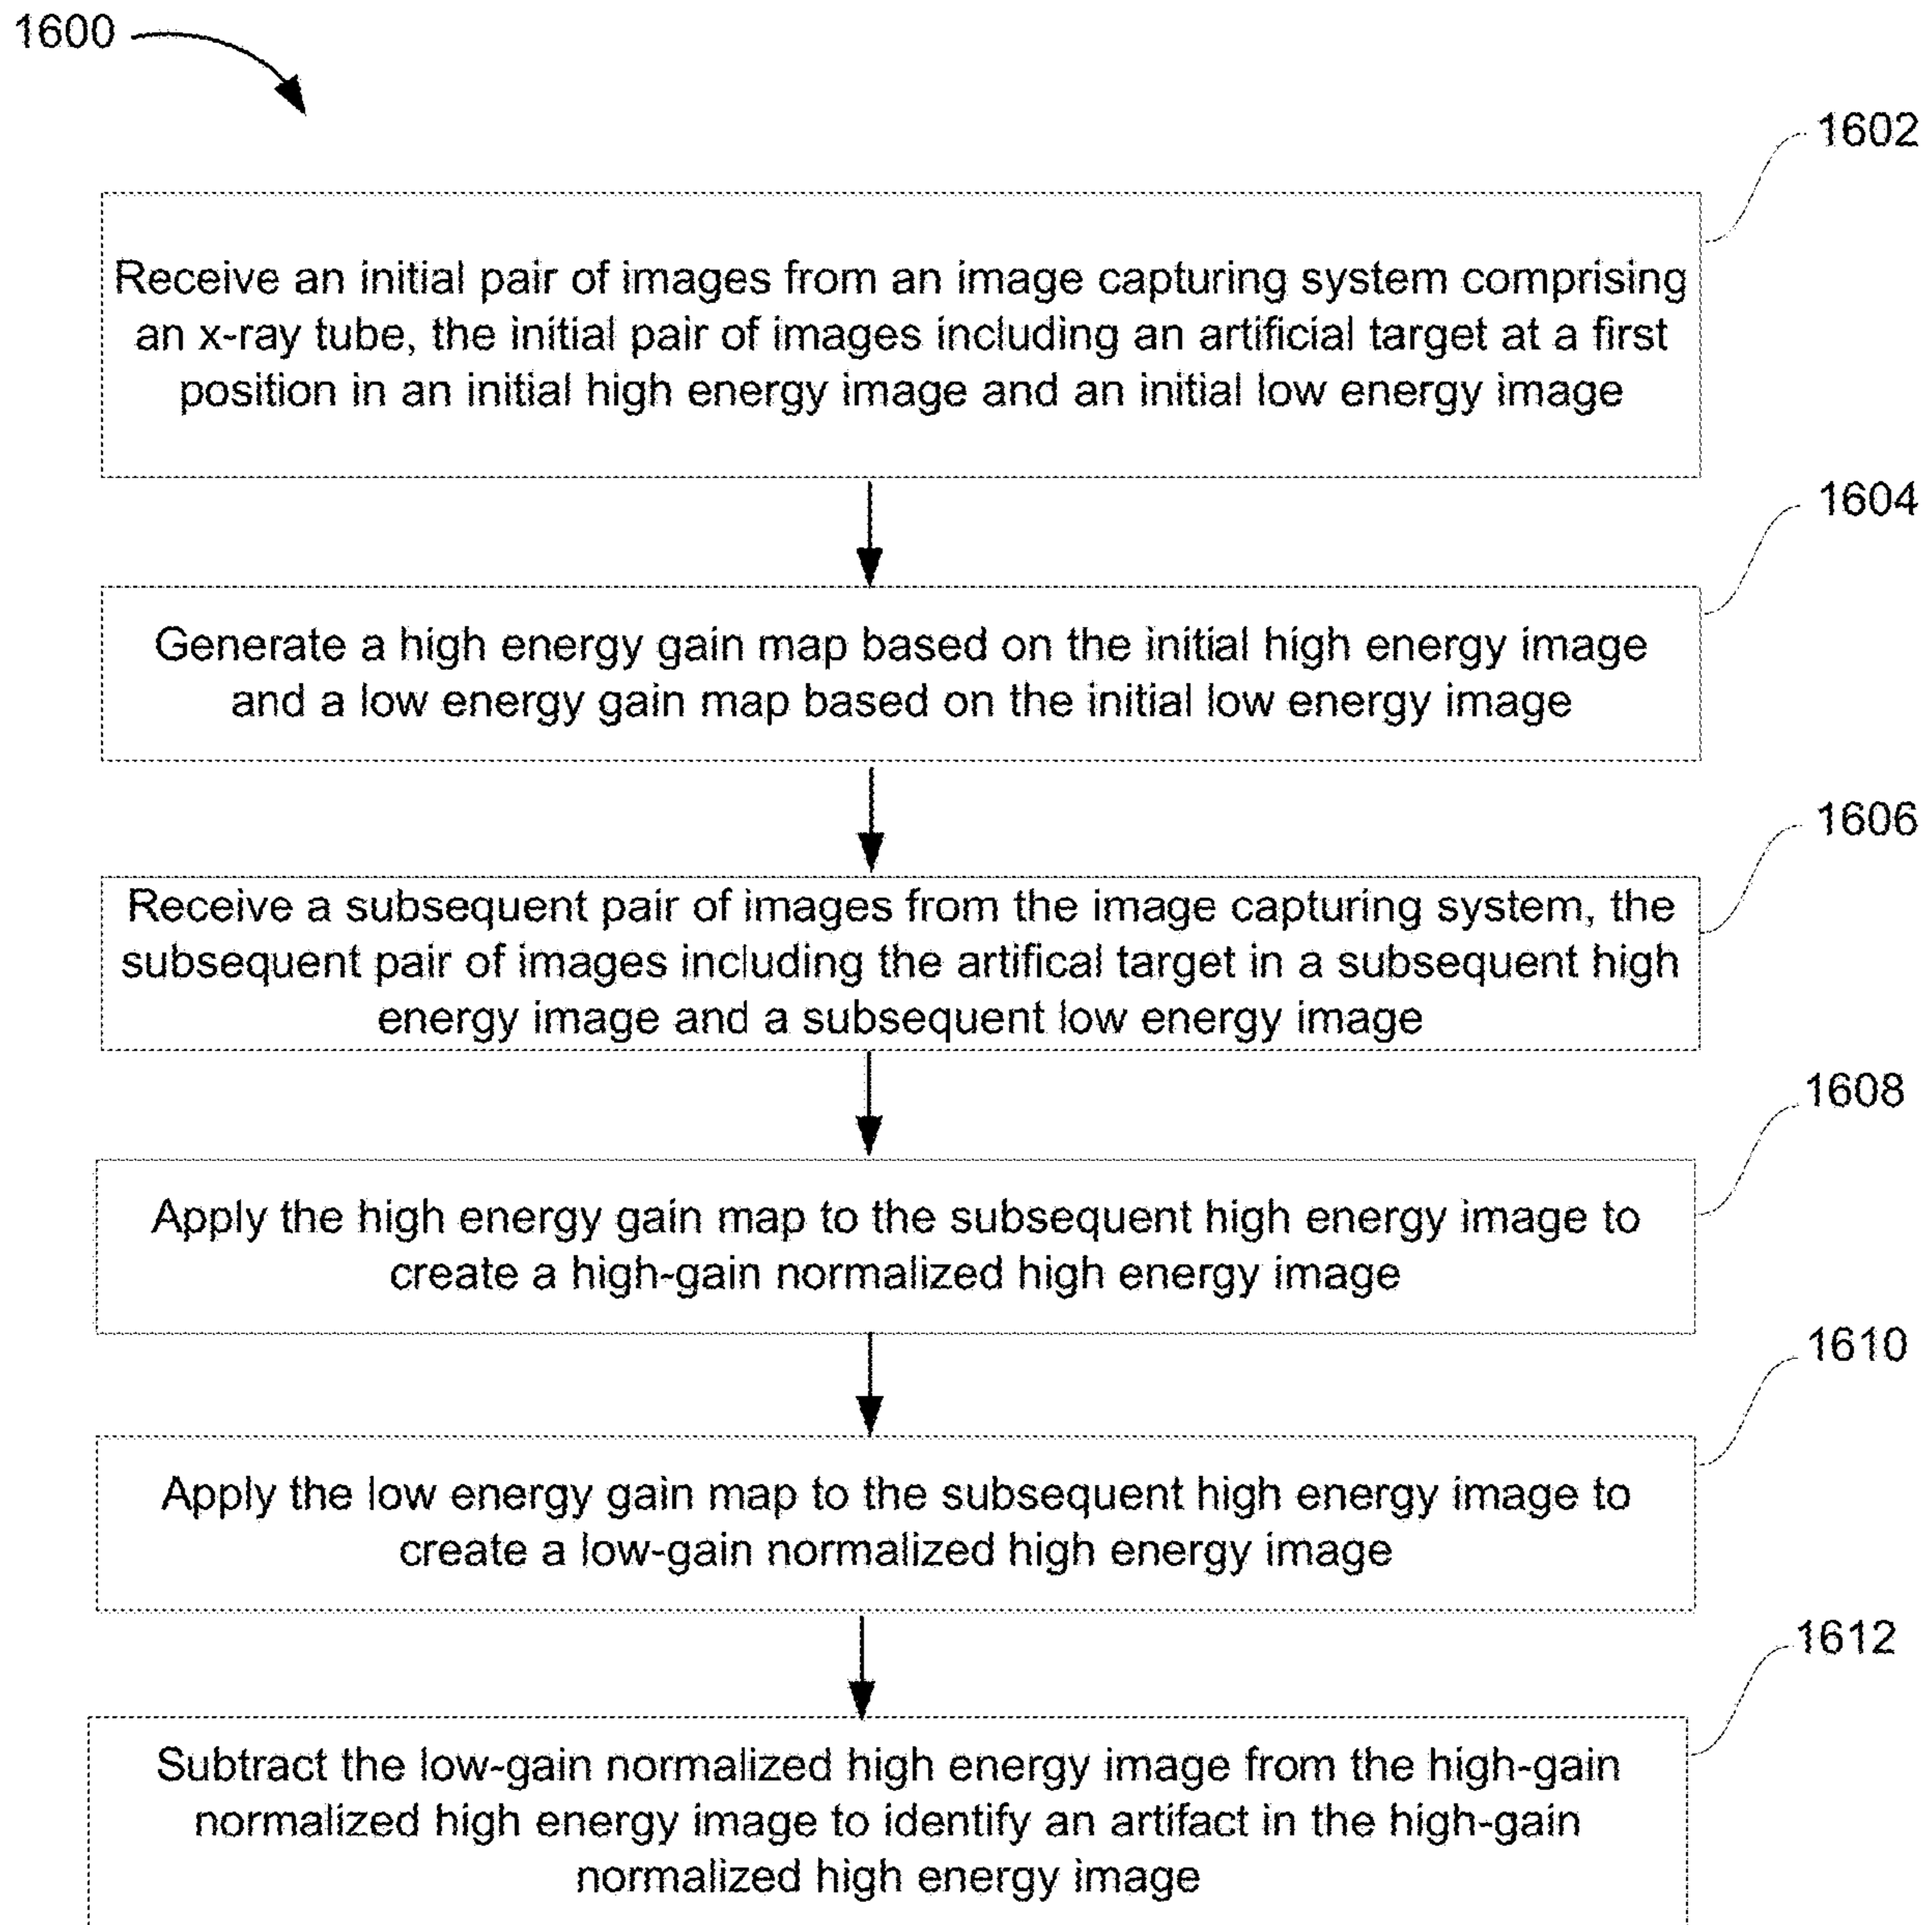 1600
1602
Receive an initial pair of images from an image capturing system comprising
an x-ray tube, the initial pair of images including an artificial target at a first
position in an initial high energy image and an initial low energy image
1604
Generate a high energy gain map based on the initial high energy image
and a low energy gain map based on the initial low energy image
1606
Receive a subsequent pair of images from the image capturing system, the
subsequent pair of images including the artifical target in a subsequent high
energy image and a subsequent low energy image
1608
Apply the high energy gain map to the subsequent high energy image to
create a high-gain normalized high energy image
1610
Apply the low energy gain map to the subsequent high energy image to
create a low-gain normalized high energy image
1612
Subtract the low-gain normalized high energy image from the high-gain
normalized high energy image to identify an artifact in the high-gain
normalized high energy image